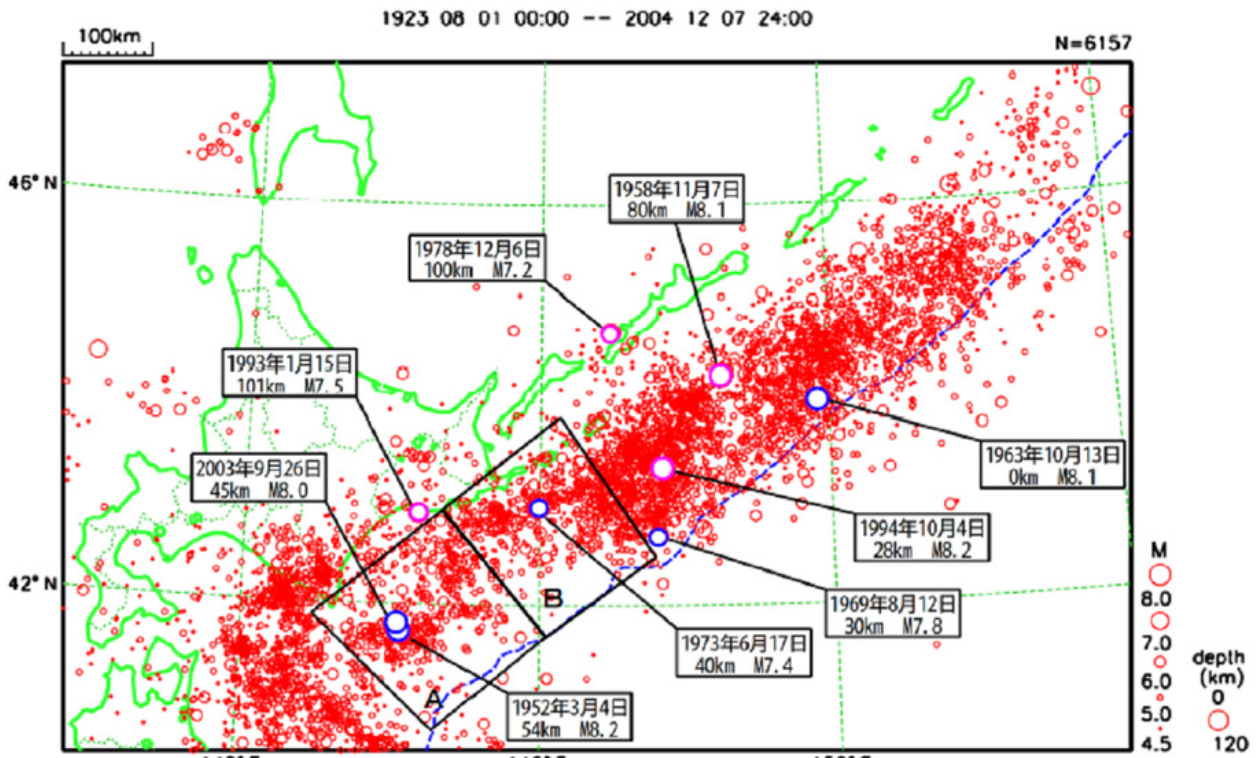 1923 08 01 00:00 -- 2004 12 07 24:00
100km
N=6157
46°N
1958年11月7日
80km M8.1
1978年12月6日
100km M7.2
1993年1月15日
101km M7.5
2003年9月26日
45km M8.0
1963年10月13日
0km M8.1
1994年10月4日
28km M8.2
42°N
B
1969年8月12日
30km M7.8
1973年6月17日
40km M7.4
A
1952年3月4日
54km M8.2
M
8.0
7.0
6.0
5.0
4.5
depth
(km)
0
120